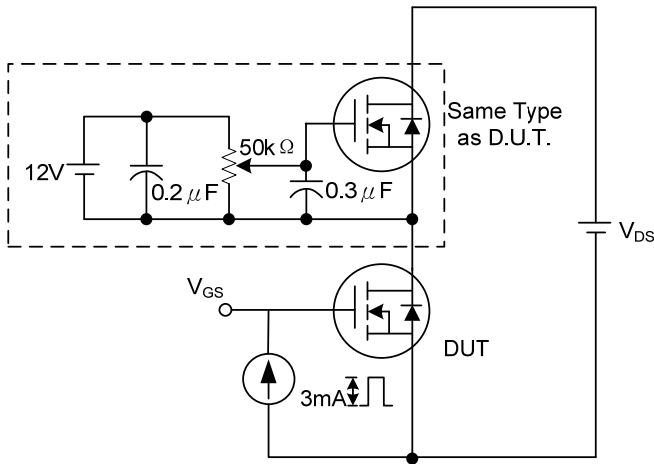 Same Type
as D.U.T.
50kΩ
12V
0.2μF
0.3μF
VDS
VGS
DUT
3mA